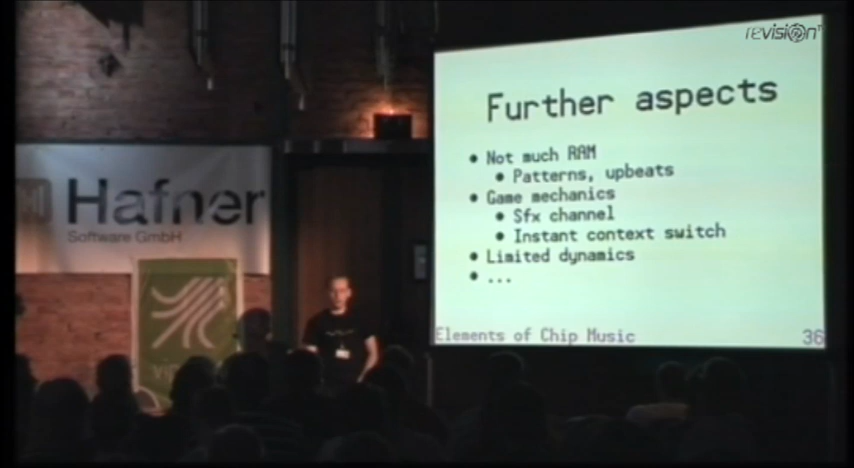 revision
Hafner
Software GmbH
Further aspects
• Not much RAM
• Patterns, upbeats
• Game mechanics
• Sfx channel
• Instant context switch
• Limited dynamics
• ...
Elements of Chip Music
36